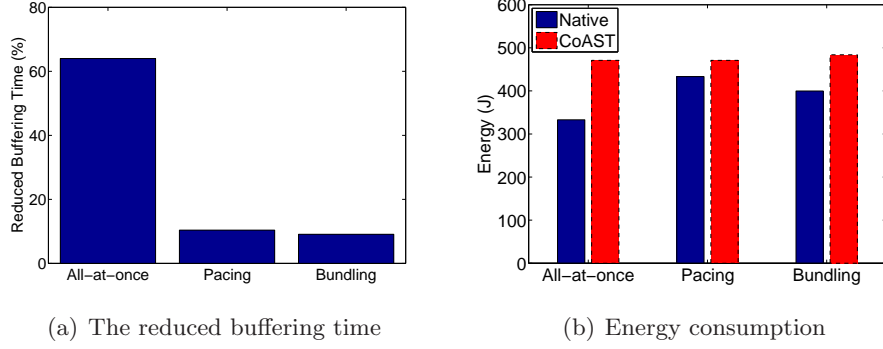 80
60
40
20
0
Reduced Buffering Time (%)
All-at-once Pacing Bundling
(a) The reduced buffering time
600
500
400
300
200
100
0
Energy (J)
Native
CoAST
All-at-once Pacing Bundling
(b) Energy consumption